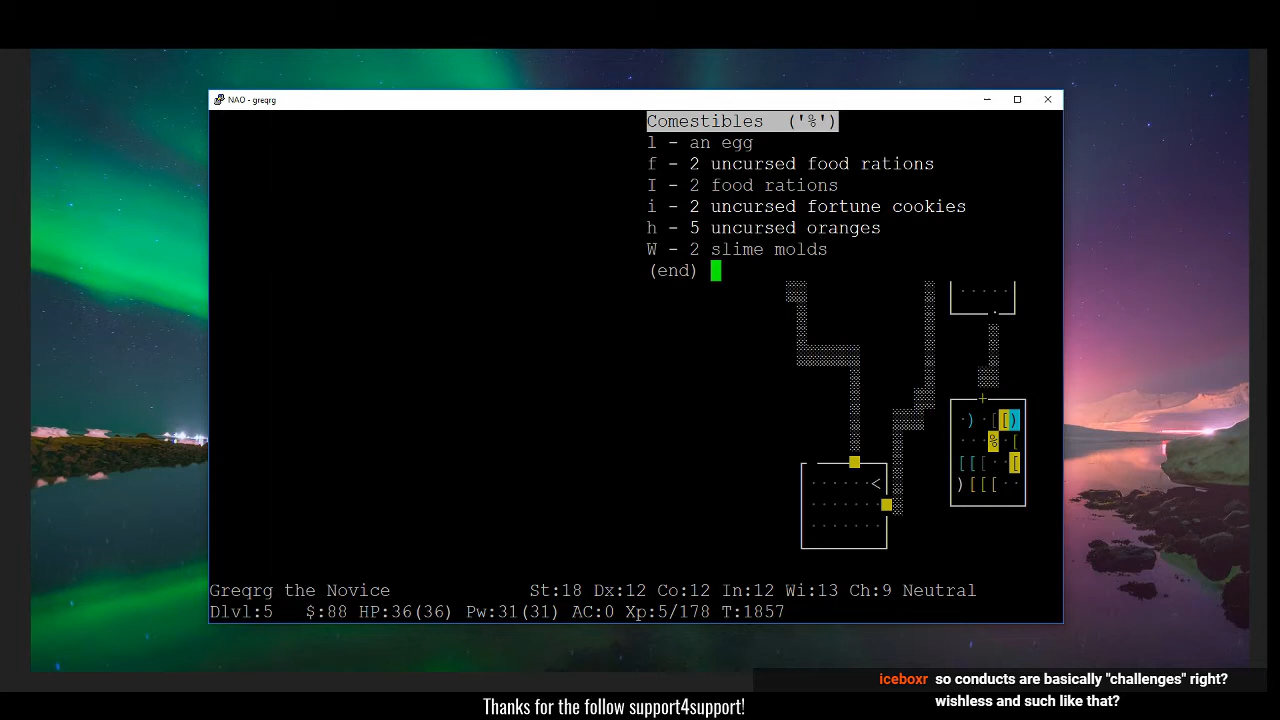 NAO - greqrg
Comestibles ('%')
l - an egg
f - 2 uncursed food rations
I - 2 food rations
i - 2 uncursed fortune cookies
h - 5 uncursed oranges
W - 2 slime molds
(end)
Greqrg the Novice St:18 Dx:12 Co:12 In:12 Wi:13 Ch:9 Neutral
Dlvl:5 $:88 HP:36(36) Pw:31(31) AC:0 Xp:5/178 T:1857
iceboxr so conducts are basically "challenges" right?
wishless and such like that?
Thanks for the follow support4support!